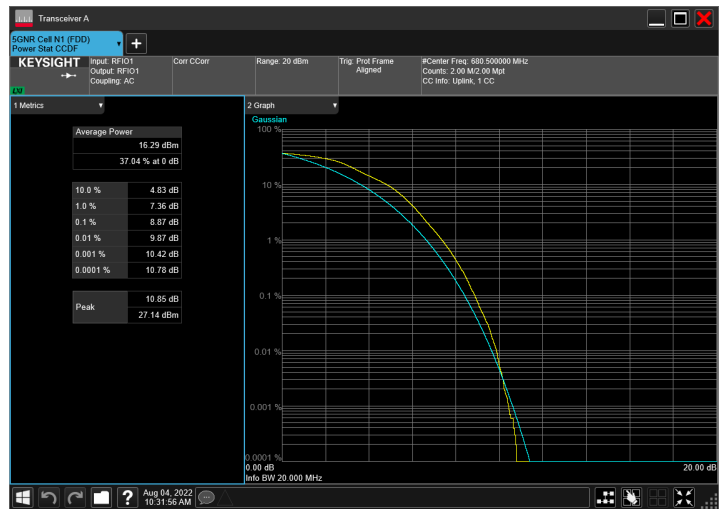 Transceiver A
5GNR Cell N1 (FDD)
Power Stat CCDF
KEYSIGHT
LXI
Input: RFIO1
Output: RFIO1
Coupling: AC
Corr CCorr
Range: 20 dBm
Trig: Prot Frame
Aligned
#Center Freq: 680.500000 MHz
Counts: 2.00 M/2.00 Mpt
CC Info: Uplink, 1 CC
1 Metrics
Average Power
16.29 dBm
37.04 % at 0 dB
10.0 % 4.83 dB
1.0 % 7.36 dB
0.1 % 8.87 dB
0.01 % 9.87 dB
0.001 % 10.42 dB
0.0001 % 10.78 dB
Peak
10.85 dB
27.14 dBm
2 Graph
Gaussian
100 %
10 %
1 %
0.1 %
0.01 %
0.001 %
0.0001 %
0.00 dB 20.00 dB
Info BW 20.000 MHz
?
Aug 04, 2022
10:31:56 AM